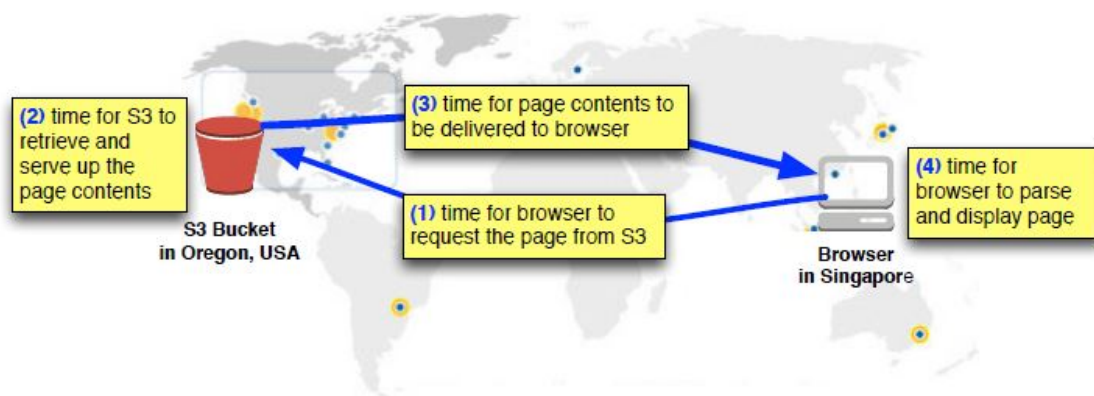 (2) time for S3 to
retrieve and
serve up the
page contents
(3) time for page contents to
be delivered to browser
(4) time for
browser to parse
and display page
(1) time for browser to
request the page from S3
S3 Bucket
in Oregon, USA
Browser
in Singapore